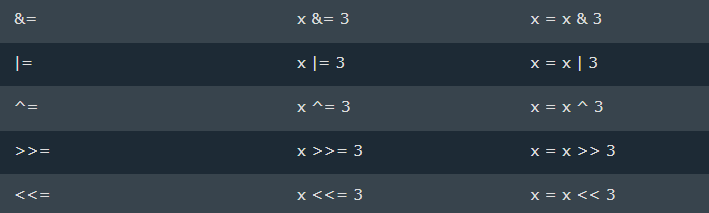 &= x &= 3 x = x & 3
|= x |= 3 x = x | 3
^= x ^= 3 x = x ^ 3
>>= x >>= 3 x = x >> 3
<<= x <<= 3 x = x << 3